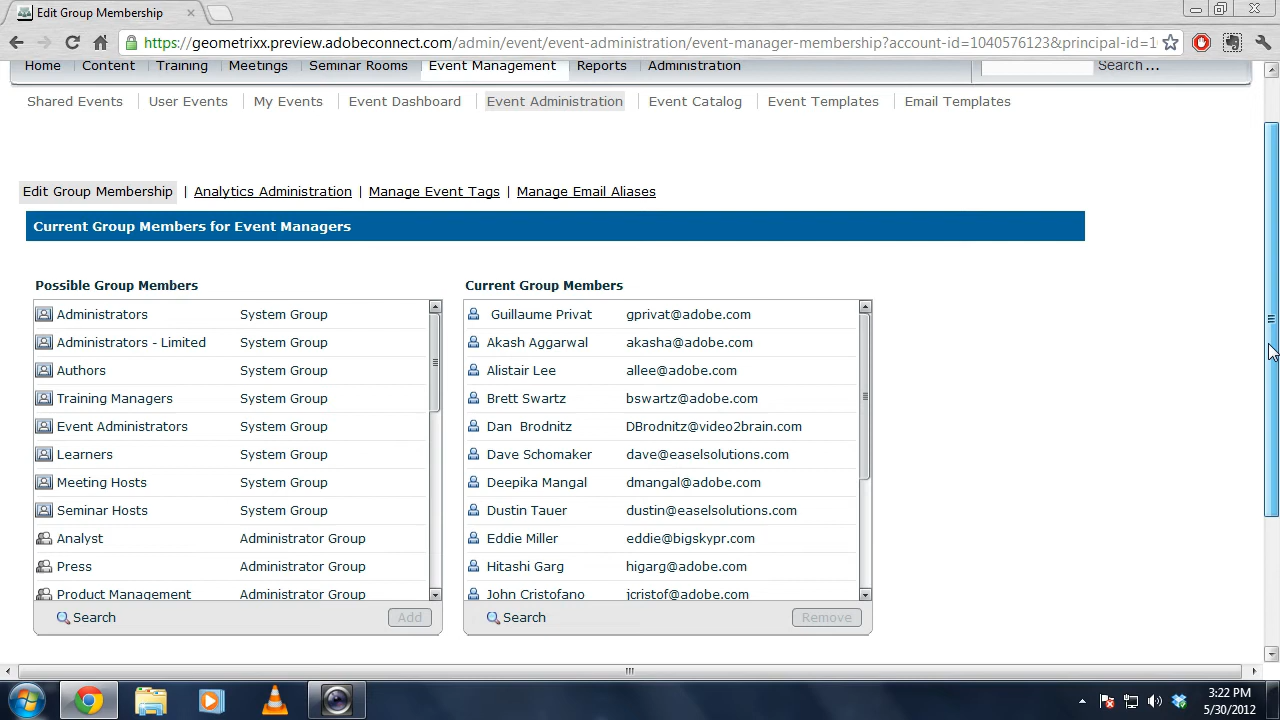 Edit Group Membership
https://geometrixx.preview.adobeconnect.com/admin/event/event-administration/event-manager-membership?account-id=1040576123&principal-id=1
Home Content Training Meetings Seminar Rooms Event Management Reports Administration Search ...
Shared Events User Events My Events Event Dashboard Event Administration Event Catalog Event Templates Email Templates
Edit Group Membership | Analytics Administration | Manage Event Tags | Manage Email Aliases
Current Group Members for Event Managers
Possible Group Members
Administrators System Group
Administrators - Limited System Group
Authors System Group
Training Managers System Group
Event Administrators System Group
Learners System Group
Meeting Hosts System Group
Seminar Hosts System Group
Analyst Administrator Group
Press Administrator Group
Product Management Administrator Group
Search Add
Current Group Members
Guillaume Privat gprivat@adobe.com
Akash Aggarwal akasha@adobe.com
Alistair Lee allee@adobe.com
Brett Swartz bswartz@adobe.com
Dan Brodnitz DBrodnitz@video2brain.com
Dave Schomaker dave@easelsolutions.com
Deepika Mangal dmangal@adobe.com
Dustin Tauer dustin@easelsolutions.com
Eddie Miller eddie@bigskypr.com
Hitashi Garg higarg@adobe.com
John Cristofano jcristof@adobe.com
Search Remove
3:22 PM
5/30/2012